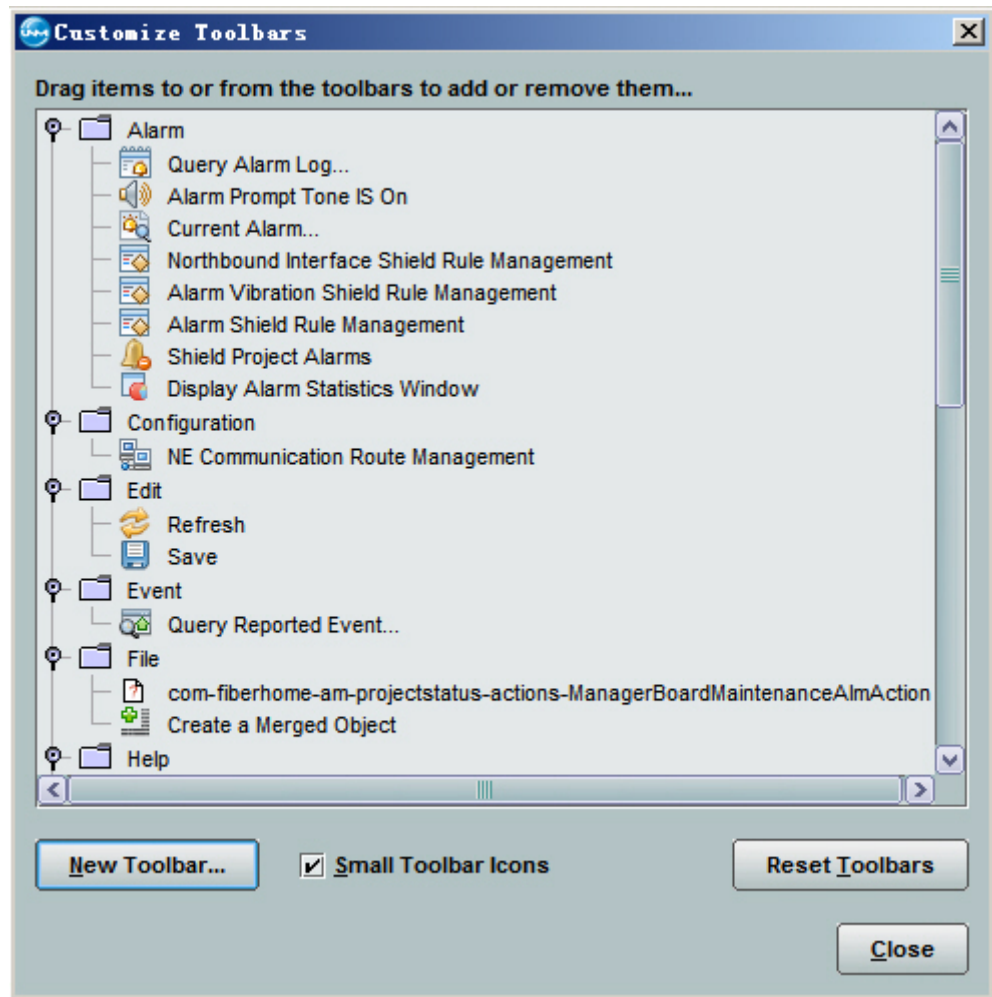 Customize Toolbars
Drag items to or from the toolbars to add or remove them...
Alarm
Query Alarm Log...
Alarm Prompt Tone IS On
Current Alarm...
Northbound Interface Shield Rule Management
Alarm Vibration Shield Rule Management
Alarm Shield Rule Management
Shield Project Alarms
Display Alarm Statistics Window
Configuration
NE Communication Route Management
Edit
Refresh
Save
Event
Query Reported Event...
File
com-fiberhome-am-projectstatus-actions-ManagerBoardMaintenanceAlmAction
Create a Merged Object
Help
New Toolbar...
Small Toolbar Icons
Reset Toolbars
Close